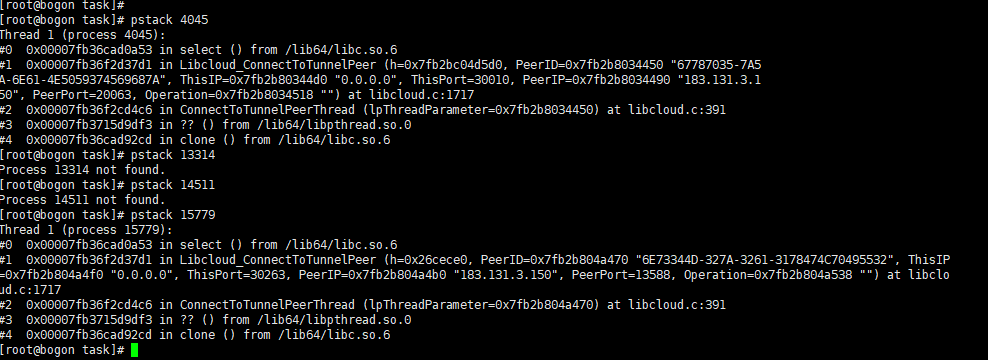 [root@bogon task]#
[root@bogon task]# pstack 4045
Thread 1 (process 4045):
#0  0x00007fb36cad0a53 in select () from /lib64/libc.so.6
#1  0x00007fb36f2d37d1 in Libcloud_ConnectToTunnelPeer (h=0x7fb2bc04d5d0, PeerID=0x7fb2b8034450 "67787035-7A5
A-6E61-4E5059374569687A", ThisIP=0x7fb2b80344d0 "0.0.0.0", ThisPort=30010, PeerIP=0x7fb2b8034490 "183.131.3.1
50", PeerPort=20063, Operation=0x7fb2b8034518 "") at libcloud.c:1717
#2  0x00007fb36f2cd4c6 in ConnectToTunnelPeerThread (lpThreadParameter=0x7fb2b8034450) at libcloud.c:391
#3  0x00007fb3715d9df3 in ?? () from /lib64/libpthread.so.0
#4  0x00007fb36cad92cd in clone () from /lib64/libc.so.6
[root@bogon task]# pstack 13314
Process 13314 not found.
[root@bogon task]# pstack 14511
Process 14511 not found.
[root@bogon task]# pstack 15779
Thread 1 (process 15779):
#0  0x00007fb36cad0a53 in select () from /lib64/libc.so.6
#1  0x00007fb36f2d37d1 in Libcloud_ConnectToTunnelPeer (h=0x26cece0, PeerID=0x7fb2b804a470 "6E73344D-327A-3261-3178474C70495532", ThisIP
=0x7fb2b804a4f0 "0.0.0.0", ThisPort=30263, PeerIP=0x7fb2b804a4b0 "183.131.3.150", PeerPort=13588, Operation=0x7fb2b804a538 "") at libclo
ud.c:1717
#2  0x00007fb36f2cd4c6 in ConnectToTunnelPeerThread (lpThreadParameter=0x7fb2b804a470) at libcloud.c:391
#3  0x00007fb3715d9df3 in ?? () from /lib64/libpthread.so.0
#4  0x00007fb36cad92cd in clone () from /lib64/libc.so.6
[root@bogon task]#